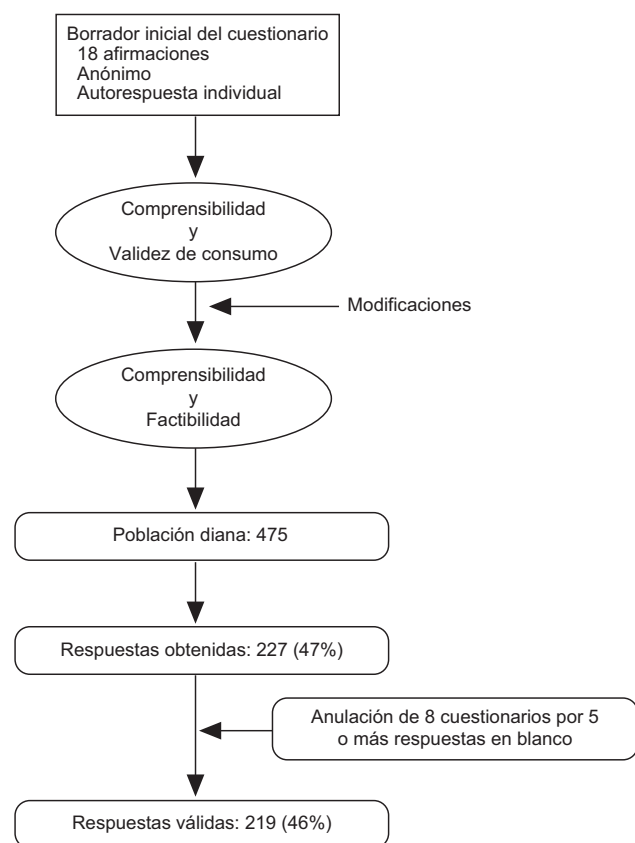 Borrador inicial del cuestionario
18 afirmaciones
Anónimo
Autorespuesta individual
Comprensibilidad
y
Validez de consumo
Modificaciones
Comprensibilidad
y
Factibilidad
Población diana: 475
Respuestas obtenidas: 227 (47%)
Anulación de 8 cuestionarios por 5
o más respuestas en blanco
Respuestas válidas: 219 (46%)